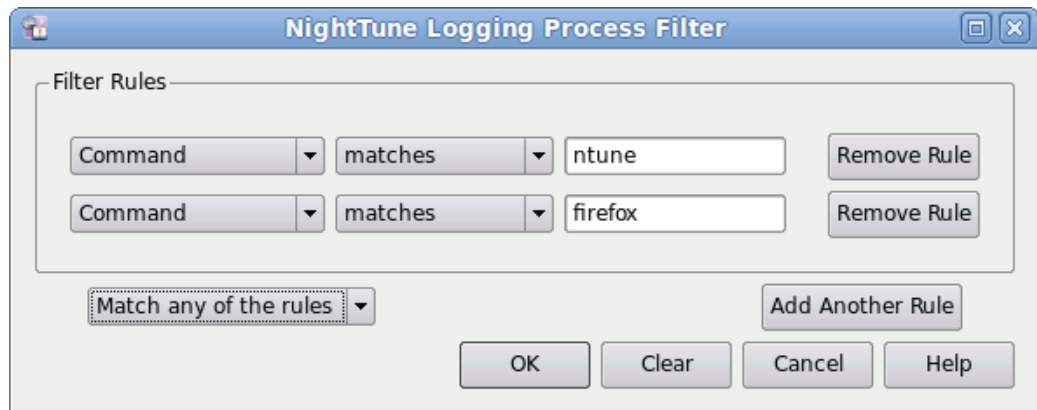 NightTune Logging Process Filter
Filter Rules
Command matches ntune Remove Rule
Command matches firefox Remove Rule
Match any of the rules Add Another Rule
OK Clear Cancel Help